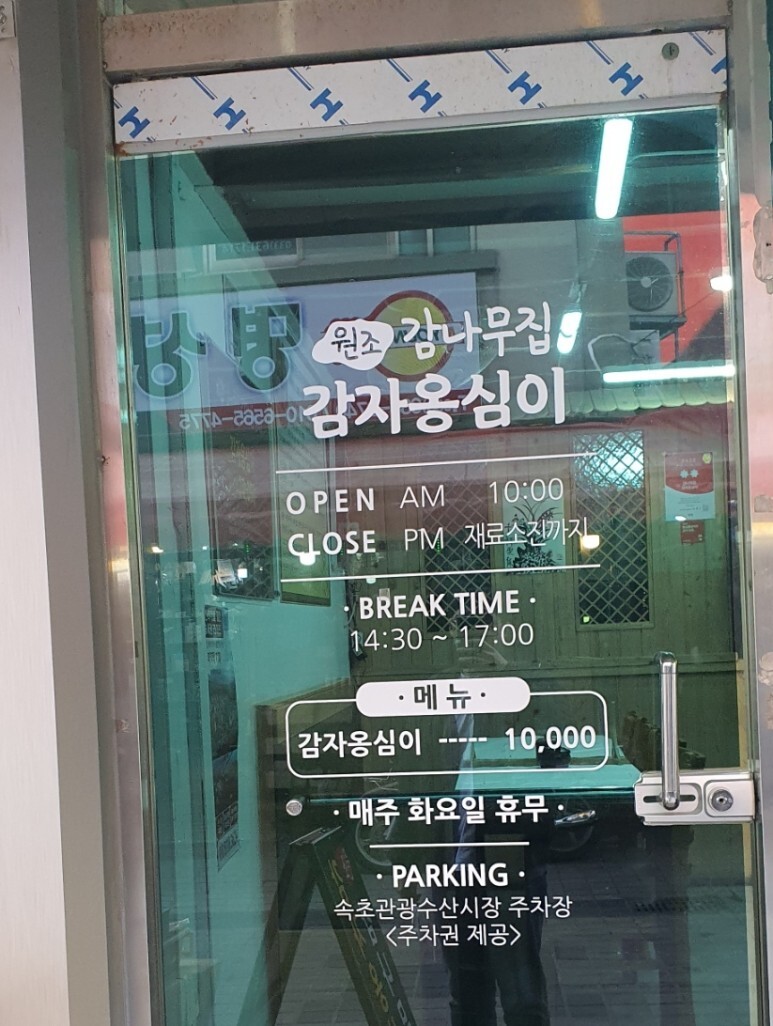 원조 감나무집
감자옹심이
OPEN AM 10:00
CLOSE PM 재료소진까지
· BREAK TIME ·
14:30 ~ 17:00
· 메뉴 ·
감자옹심이 ----- 10,000
· 매주 화요일 휴무 ·
· PARKING ·
속초관광수산시장 주차장
<주차권 제공>